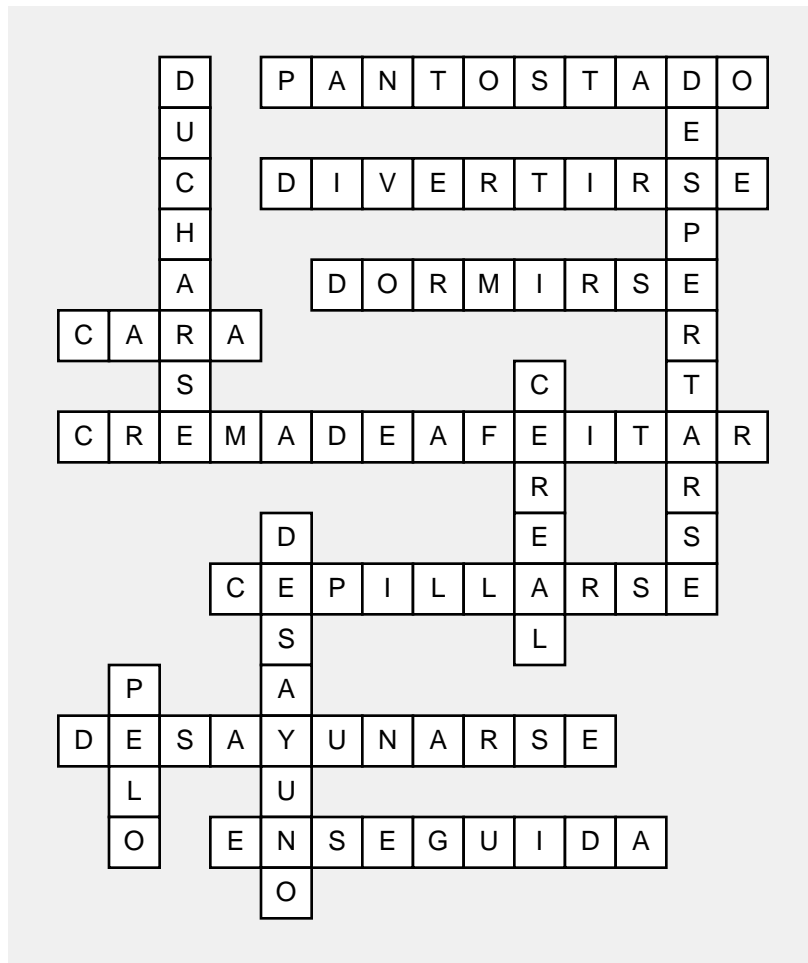 DUCHARSE
PANTOSTADO
DESPERTARSE
DIVERTIRSE
DORMIRSE
CARA
CEREAL
CREMADEAFEITAR
DESAYUNO
CEPILLARSE
PELO
DESAYUNARSE
ENSEGUIDA